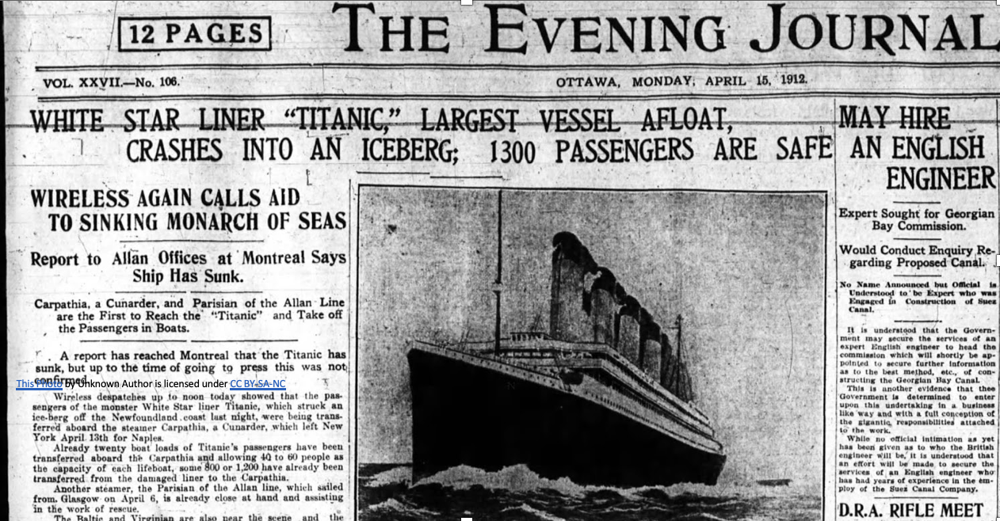 12 PAGES
THE EVENING JOURNAL
VOL. XXVII.—No. 106.
OTTAWA, MONDAY, APRIL 15, 1912.
WHITE STAR LINER “TITANIC,” LARGEST VESSEL AFLOAT,
CRASHES INTO AN ICEBERG; 1300 PASSENGERS ARE SAFE
WIRELESS AGAIN CALLS AID
TO SINKING MONARCH OF SEAS
Report to Allan Offices at Montreal Says
Ship Has Sunk.
Carpathia, a Cunarder, and Parisian of the Allan Line
are the First to Reach the “Titanic” and Take off
the Passengers in Boats.
A report has reached Montreal that the Titanic has
sunk, but up to the time of going to press this was not
confirmed.
This Photo by Unknown Author is licensed under CC BY-SA-NC
Wireless despatches up to noon today showed that the pas-
sengers of the monster White Star liner Titanic, which struck an
ice-berg off the Newfoundland coast last night, were being trans-
ferred aboard the steamer Carpathia, a Cunarder, which left New
York April 13th for Naples.
Already twenty boat loads of Titanic’s passengers have been
transferred aboard the Carpathia and allowing 40 to 60 people as
the capacity of each lifeboat, some 800 or 1,200 have already been
transferred from the damaged liner to the Carpathia.
Another steamer, the Parisian of the Allan line, which sailed
from Glasgow on April 6, is already close at hand and assisting
in the work of rescue.
The Baltic and Virginian are also near the scene and the
MAY HIRE
AN ENGLISH
ENGINEER
Expert Sought for Georgian
Bay Commission.
Would Conduct Enquiry Re-
garding Proposed Canal.
No Name Announced but Official is
Understood to be Expert who was
Engaged in Construction of Suez
Canal.
It is understood that the Govern-
ment may secure the services of an
expert English engineer to head the
commission which will shortly be ap-
pointed to secure further information
as to the best method, etc., of con-
structing the Georgian Bay Canal.
This is another evidence that thee
Government is determined to enter
upon this undertaking in a business
like way and with a full conception of
the gigantic responsibilities attached
to the work.
While no official intimation as yet
has been given as to who the British
engineer will be, it is understood that
an effort will be made to secure the
services of an English engineer who
has had years of experience in the em-
ploy of the Suez Canal Company.
D.R.A. RIFLE MEET